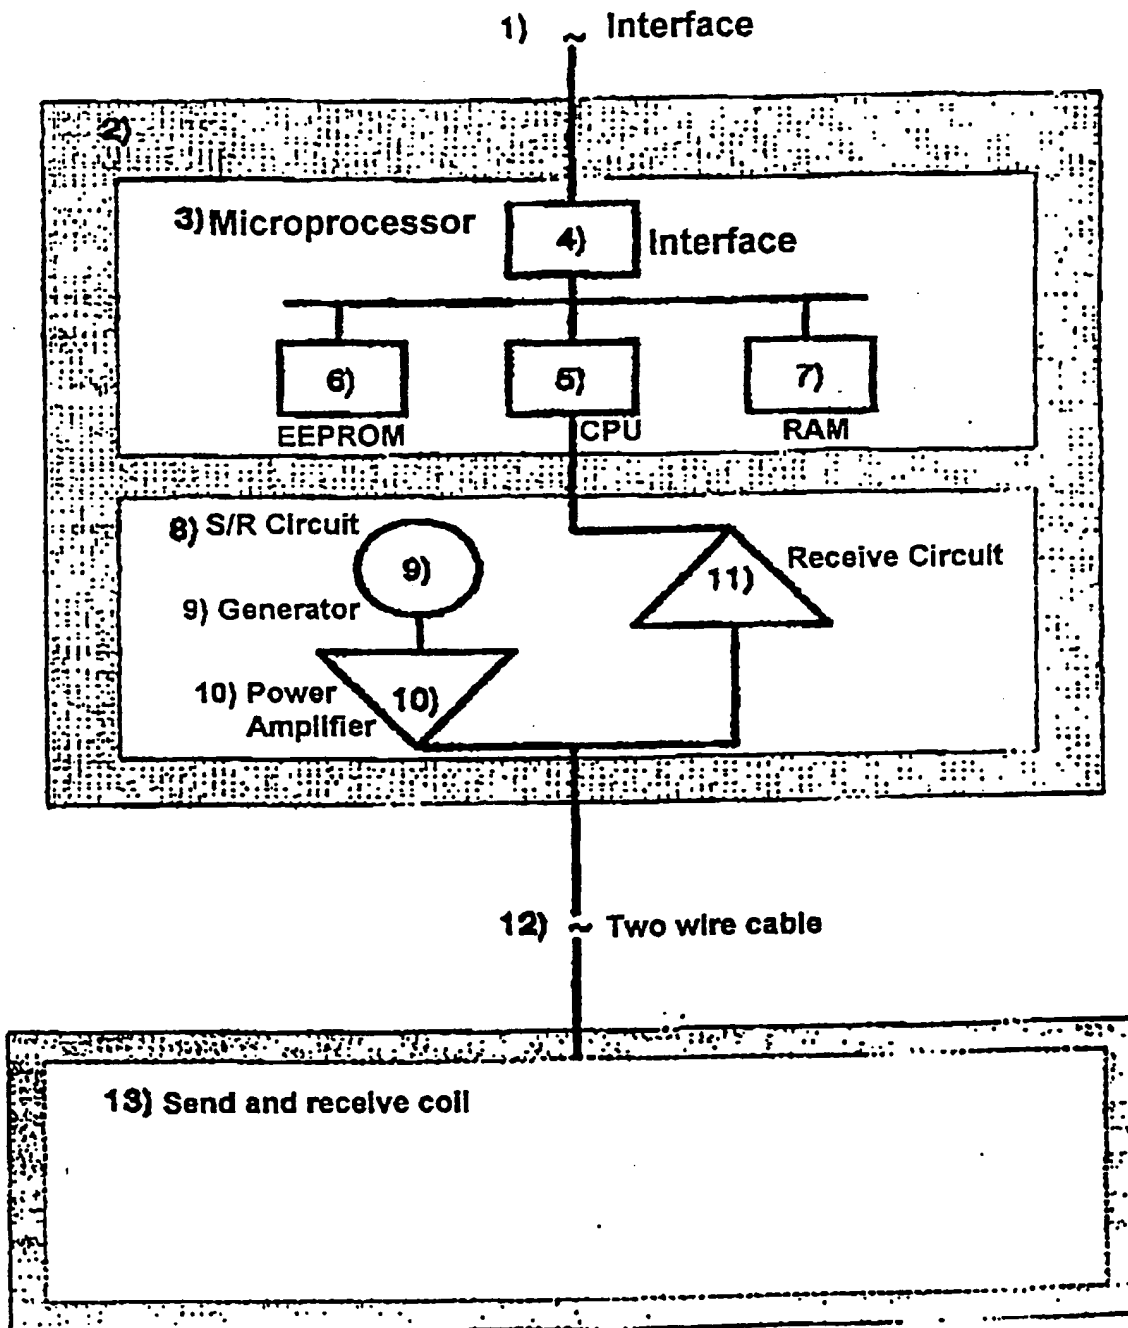 1) ~ Interface
2)
3) Microprocessor
4) Interface
6) 5) 7)
EEPROM CPU RAM
8) S/R Circuit
9)
11) Receive Circuit
9) Generator
10) Power
Amplifier
10)
12) ~ Two wire cable
13) Send and receive coil